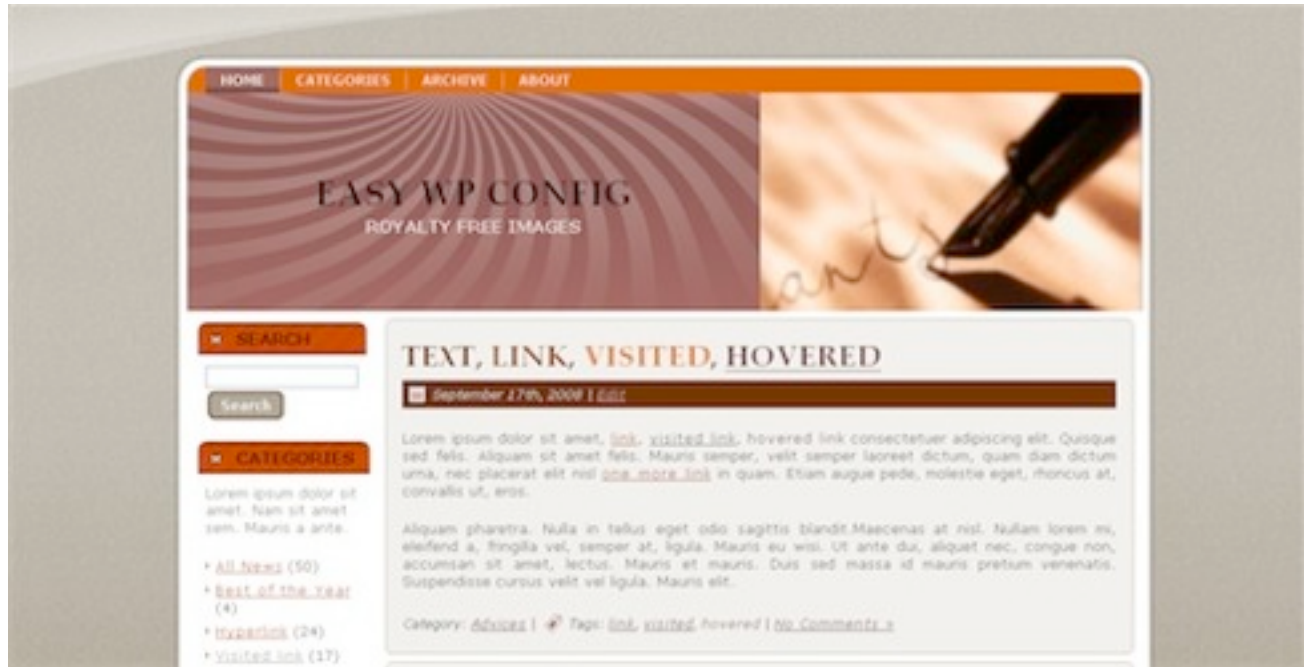 HOME CATEGORIES ARCHIVE ABOUT
EASY WP CONFIG
ROYALTY FREE IMAGES
ants
SEARCH
Search
CATEGORIES
Lorem ipsum dolor sit
amet. Nam sit amet
sem. Mauris a ante.
All News (50)
Best of the Year
(4)
Hyperlink (24)
Visited link (17)
TEXT, LINK, VISITED, HOVERED
September 17th, 2008 | Edit
Lorem ipsum dolor sit amet, link, visited link, hovered link consectetuer adipiscing elit. Quisque
sed felis. Aliquam sit amet felis. Mauris semper, velit semper laoreet dictum, quam diam dictum
urna, nec placerat elit nisl one more link in quam. Etiam augue pede, molestie eget, rhoncus at,
convallis ut, eros.
Aliquam pharetra. Nulla in tellus eget odio sagittis blandit.Maecenas at nisl. Nullam lorem mi,
eleifend a, fringilla vel, semper at, ligula. Mauris eu wisi. Ut ante dui, aliquet nec, congue non,
accumsan sit amet, lectus. Mauris et mauris. Duis sed massa id mauris pretium venenatis.
Suspendisse cursus velit vel ligula. Mauris elit.
Category: Advices | Tags: link, visited, hovered | No Comments »